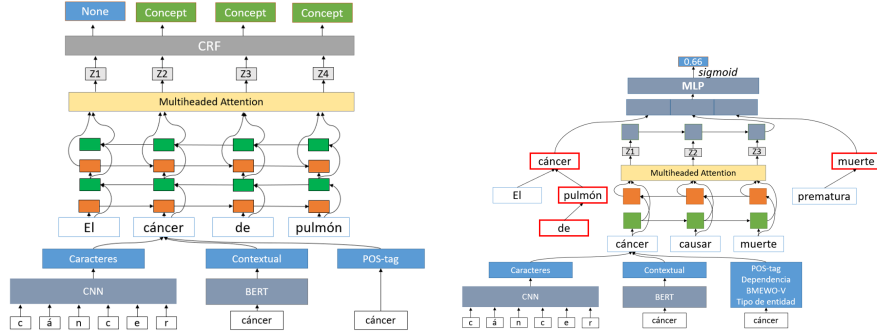 None Concept Concept Concept
CRF
Z1 Z2 Z3 Z4
Multiheaded Attention
El cáncer de pulmón
Caracteres Contextual POS-tag
CNN BERT
c á n c e r cáncer cáncer
0.66
sigmoid
MLP
cáncer muerte
Z1 Z2 Z3
Multiheaded Attention
El pulmón prematura
de
cáncer causar muerte
Caracteres Contextual POS-tag
Dependencia
BMEWO-V
Tipo de entidad
CNN BERT
c á n c e r cáncer cáncer